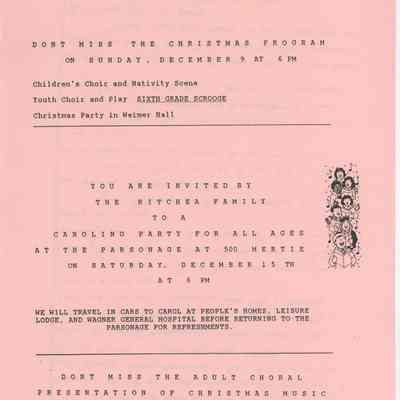 DONT MISS THE CHRISTMAS PROGRAM
ON SUNDAY, DECEMBER 9 AT 6 PM
Children's Choir and Nativity Scene
Youth Choir and Play SIXTH GRADE SCROOGE
Christmas Party in Weimer Hall
YOU ARE INVITED BY
THE RITCHEA FAMILY
TO A
CAROLING PARTY FOR ALL AGES
AT THE PARSONAGE AT 500 MERTIE
ON SATURDAY, DECEMBER 15 TH
AT 6 PM
WE WILL TRAVEL IN CARS TO CAROL AT PEOPLE'S HOMES, LEISURE
LODGE, AND WAGNER GENERAL HOSPITAL BEFORE RETURNING TO THE
PARSONAGE FOR REFRESHMENTS.
DONT MISS THE ADULT CHORAL
PRESENTATION OF CHRISTMAS MUSIC